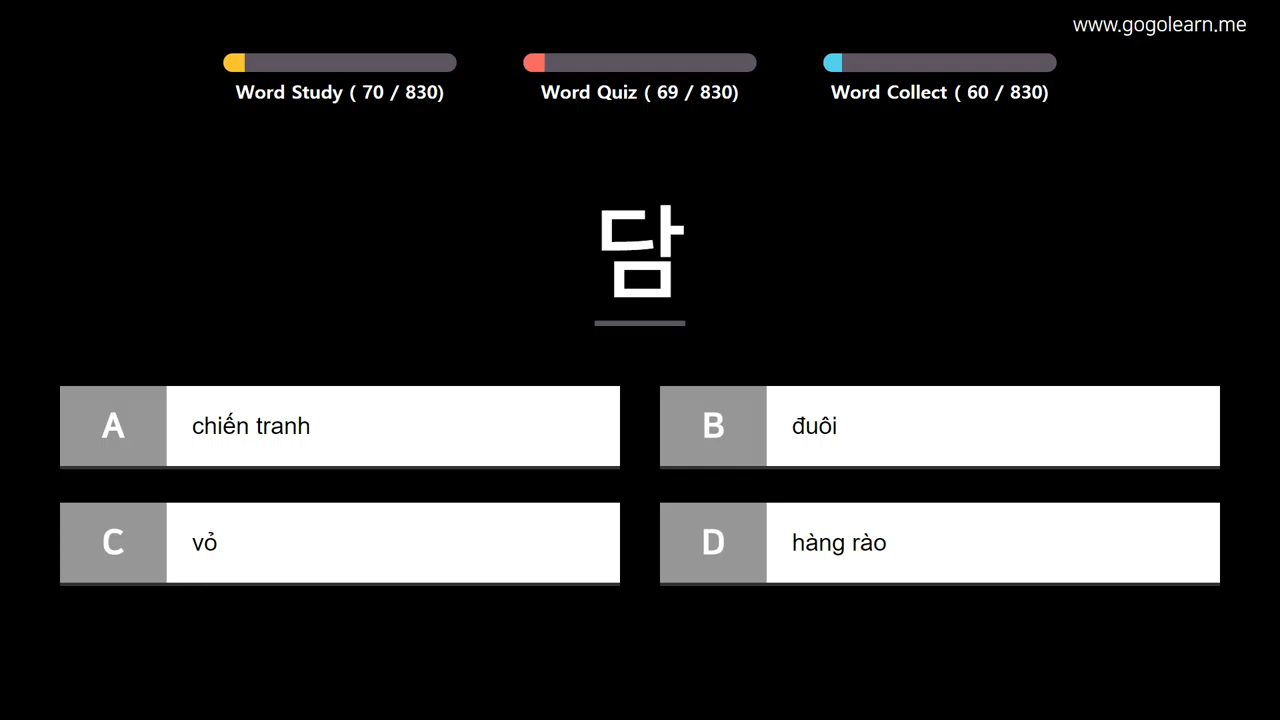 www.gogolearn.me
Word Study ( 70 / 830)
Word Quiz ( 69 / 830)
Word Collect ( 60 / 830)
담
A chiến tranh
B đuôi
C vỏ
D hàng rào